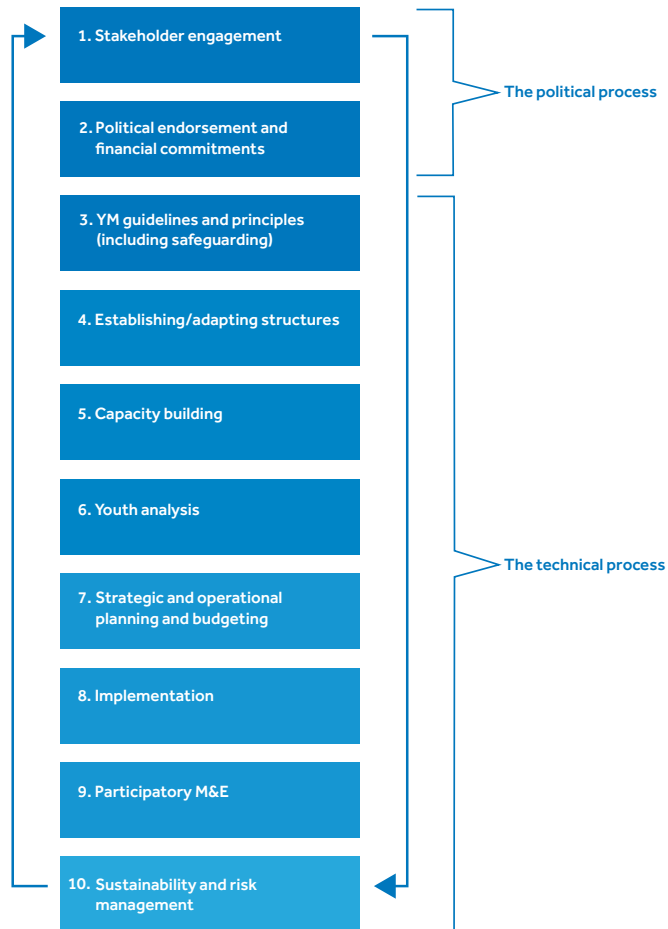 1. Stakeholder engagement
The political process
2. Political endorsement and
financial commitments
3. YM guidelines and principles
(including safeguarding)
4. Establishing/adapting structures
5. Capacity building
6. Youth analysis
The technical process
7. Strategic and operational
planning and budgeting
8. Implementation
9. Participatory M&E
10. Sustainability and risk
management